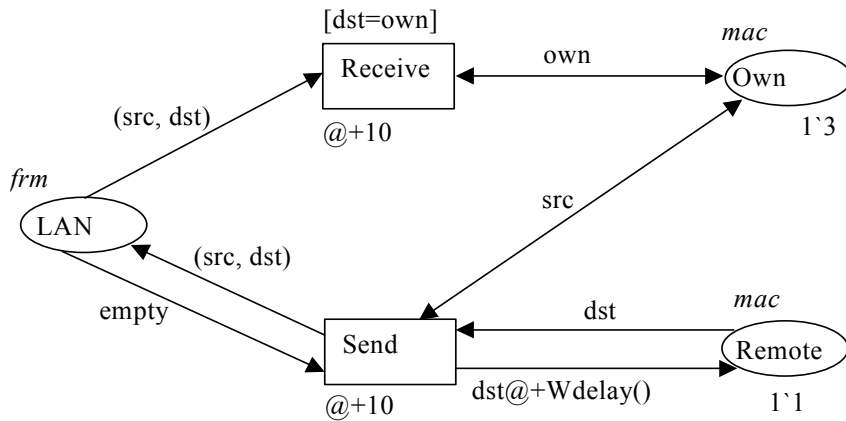 [dst=own]
mac
Receive
own
Own
(src, dst)
@+10
1`3
frm
src
LAN
(src, dst)
empty
mac
dst
Send
Remote
dst@+Wdelay()
@+10
1`1